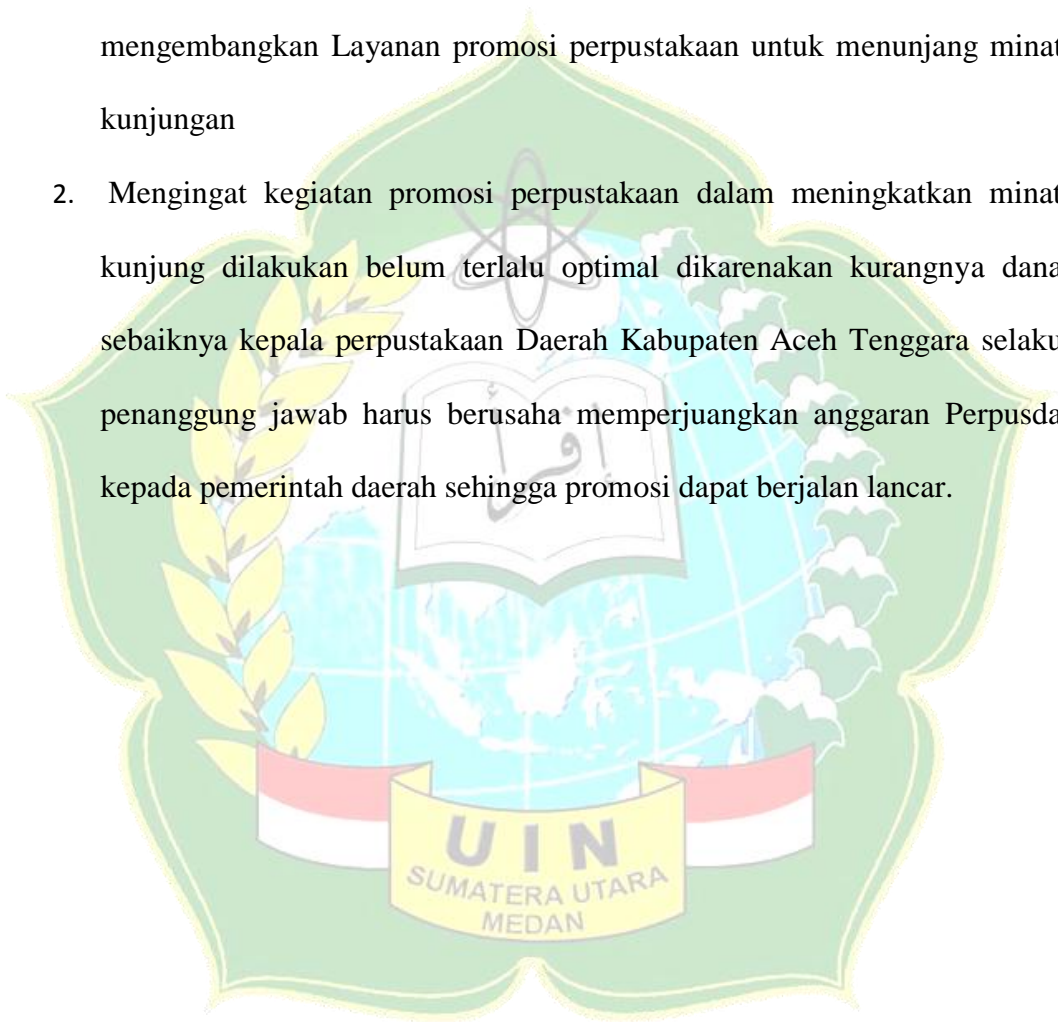 mengembangkan Layanan promosi perpustakaan untuk menunjang minat
kunjungan
2. Mengingat kegiatan promosi perpustakaan dalam meningkatkan minat
kunjung dilakukan belum terlalu optimal dikarenakan kurangnya dana
sebaiknya kepala perpustakaan Daerah Kabupaten Aceh Tenggara selaku
penanggung jawab harus berusaha memperjuangkan anggaran Perpusda
kepada pemerintah daerah sehingga promosi dapat berjalan lancar.
إقرأ
UIN
SUMATERA UTARA
MEDAN